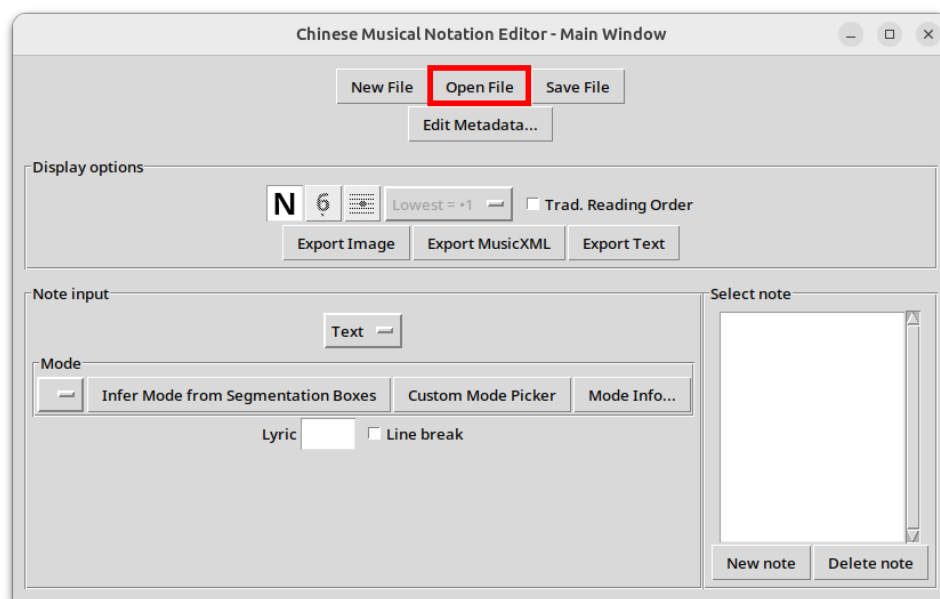 Chinese Musical Notation Editor - Main Window
New File Open File Save File
Edit Metadata...
Display options
N 6̣ Lowest = •1 Trad. Reading Order
Export Image Export MusicXML Export Text
Note input
Select note
Text
Mode
Infer Mode from Segmentation Boxes Custom Mode Picker Mode Info...
Lyric Line break
New note Delete note